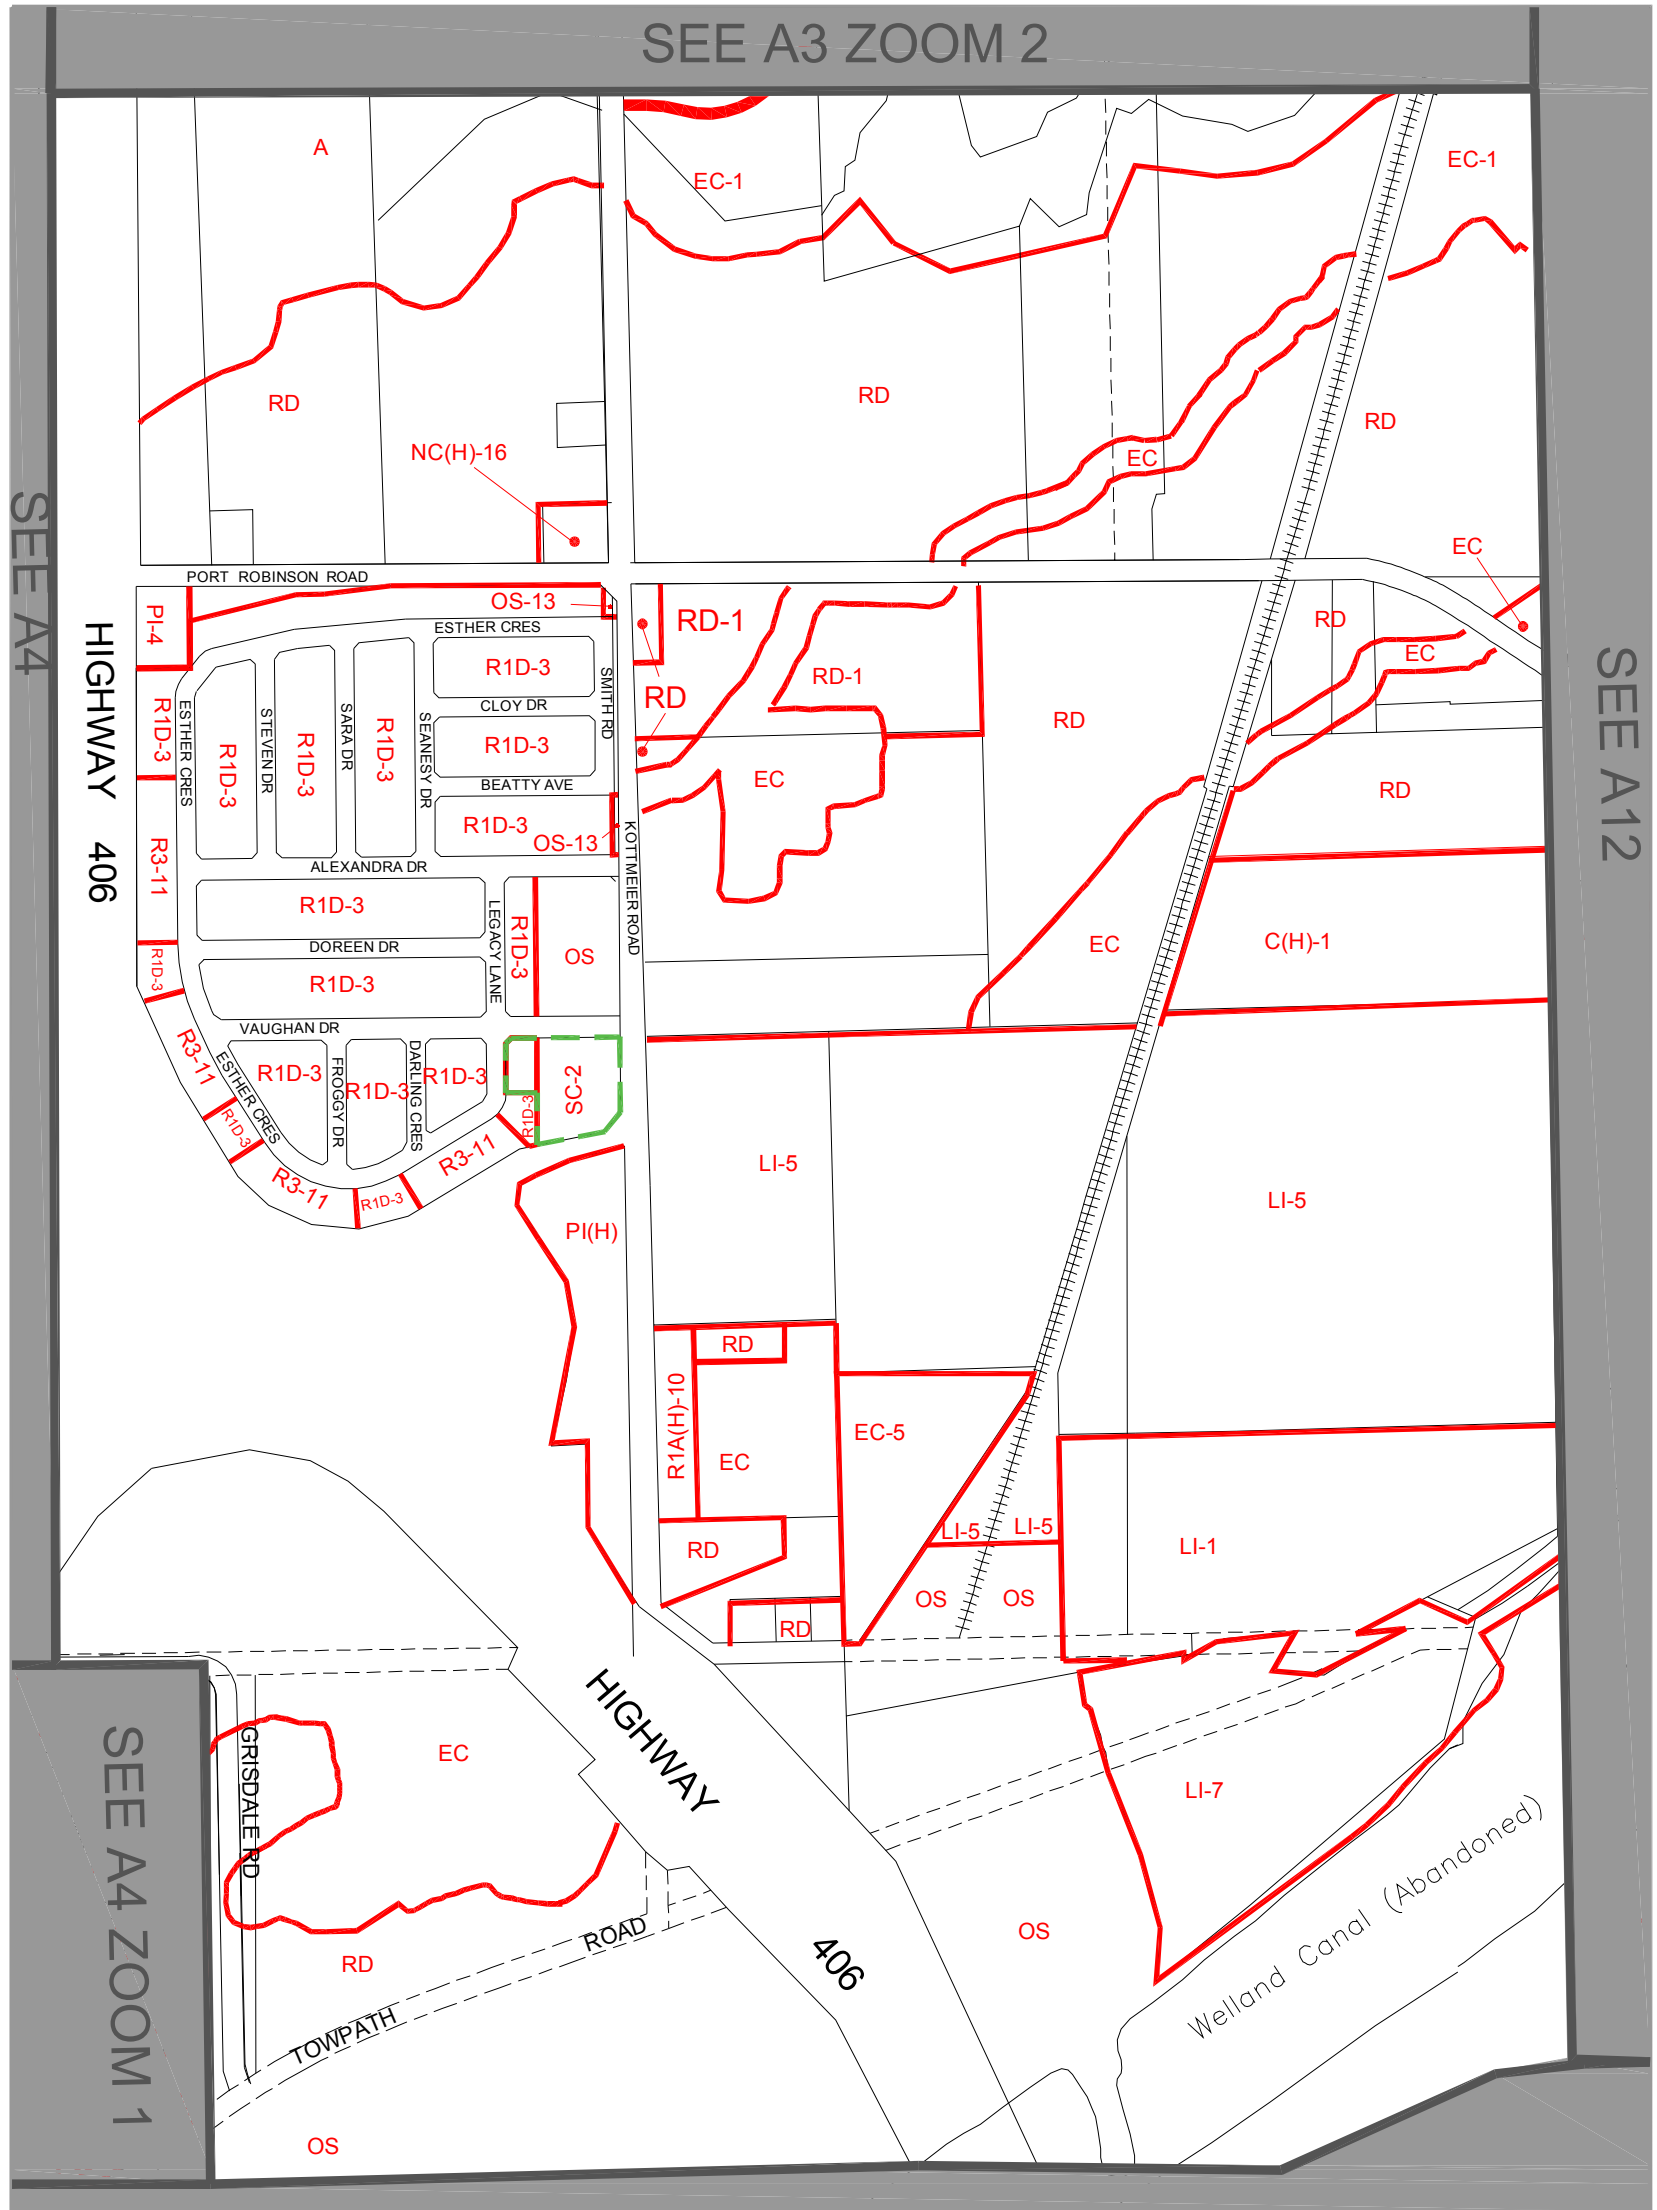 SEE A3 ZOOM 2
A
EC-1
EC-1
RD
RD
RD
NC(H)-16
EC
EC
SEE A4
PORT ROBINSON ROAD
PI-4
OS-13
ESTHER CRES
R1D-3
SMITH RD
RD-1
RD-1
RD
RD
EC
HIGHWAY 406
SEE A12
R1D-3
ESTHER CRES
R1D-3
STEVEN DR
R1D-3
SARA DR
R1D-3
SEANESY DR
CLOY DR
R1D-3
BEATTY AVE
R1D-3
OS-13
RD
EC
RD
R3-11
ALEXANDRA DR
R1D-3
KOTTMEIER ROAD
LEGACY LANE
R1D-3
OS
EC
C(H)-1
DOREEN DR
R1D-3
R1D-3
VAUGHAN DR
R3-11
ESTHER CRES
R1D-3
FROGGY DR
R1D-3
DARLING CRES
R1D-3
SC-2
R1D-3
R1D-3
R3-11
R3-11
R1D-3
PI(H)
LI-5
LI-5
RD
R1A(H)-10
EC
EC-5
RD
LI-5
LI-5
LI-1
OS
OS
RD
HIGHWAY
406
GRISDALE RD
EC
LI-7
SEE A4 ZOOM 1
RD
ROAD
TOWPATH
OS
Welland Canal (Abandoned)
OS